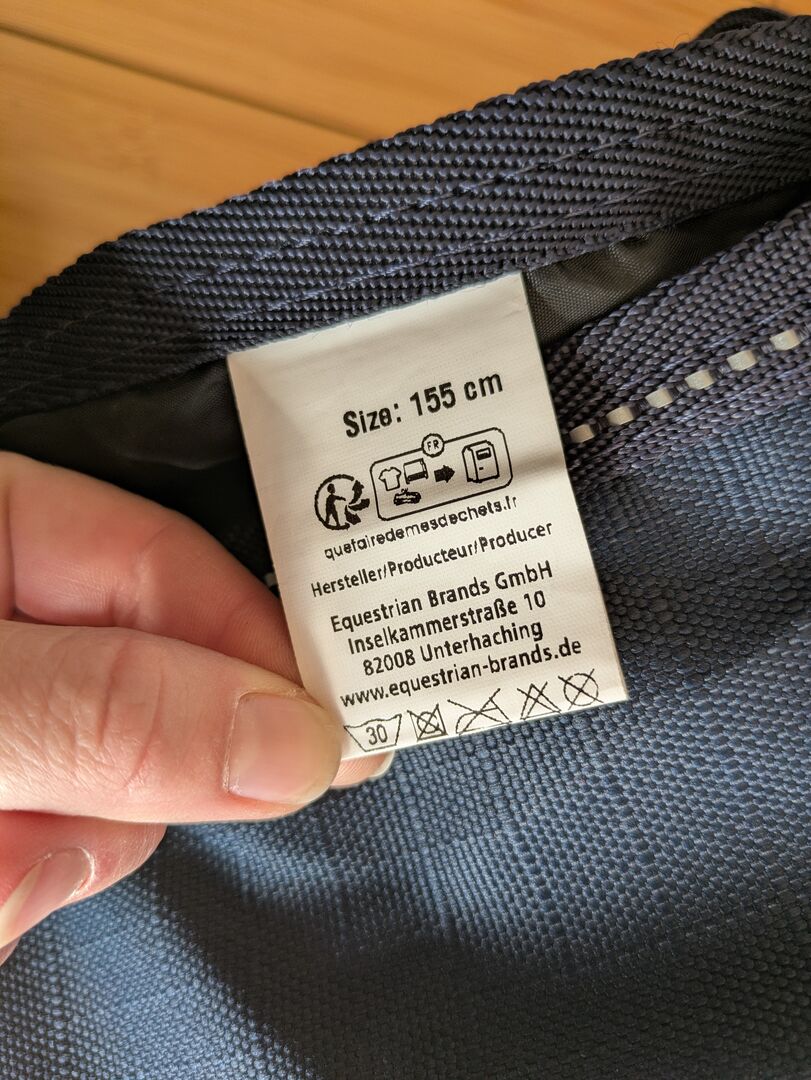 Size: 155 cm
FR
quefairedemesdechets.fr
Hersteller/Producteur/Producer
Equestrian Brands GmbH
Inselkammerstraße 10
82008 Unterhaching
www.equestrian-brands.de
30